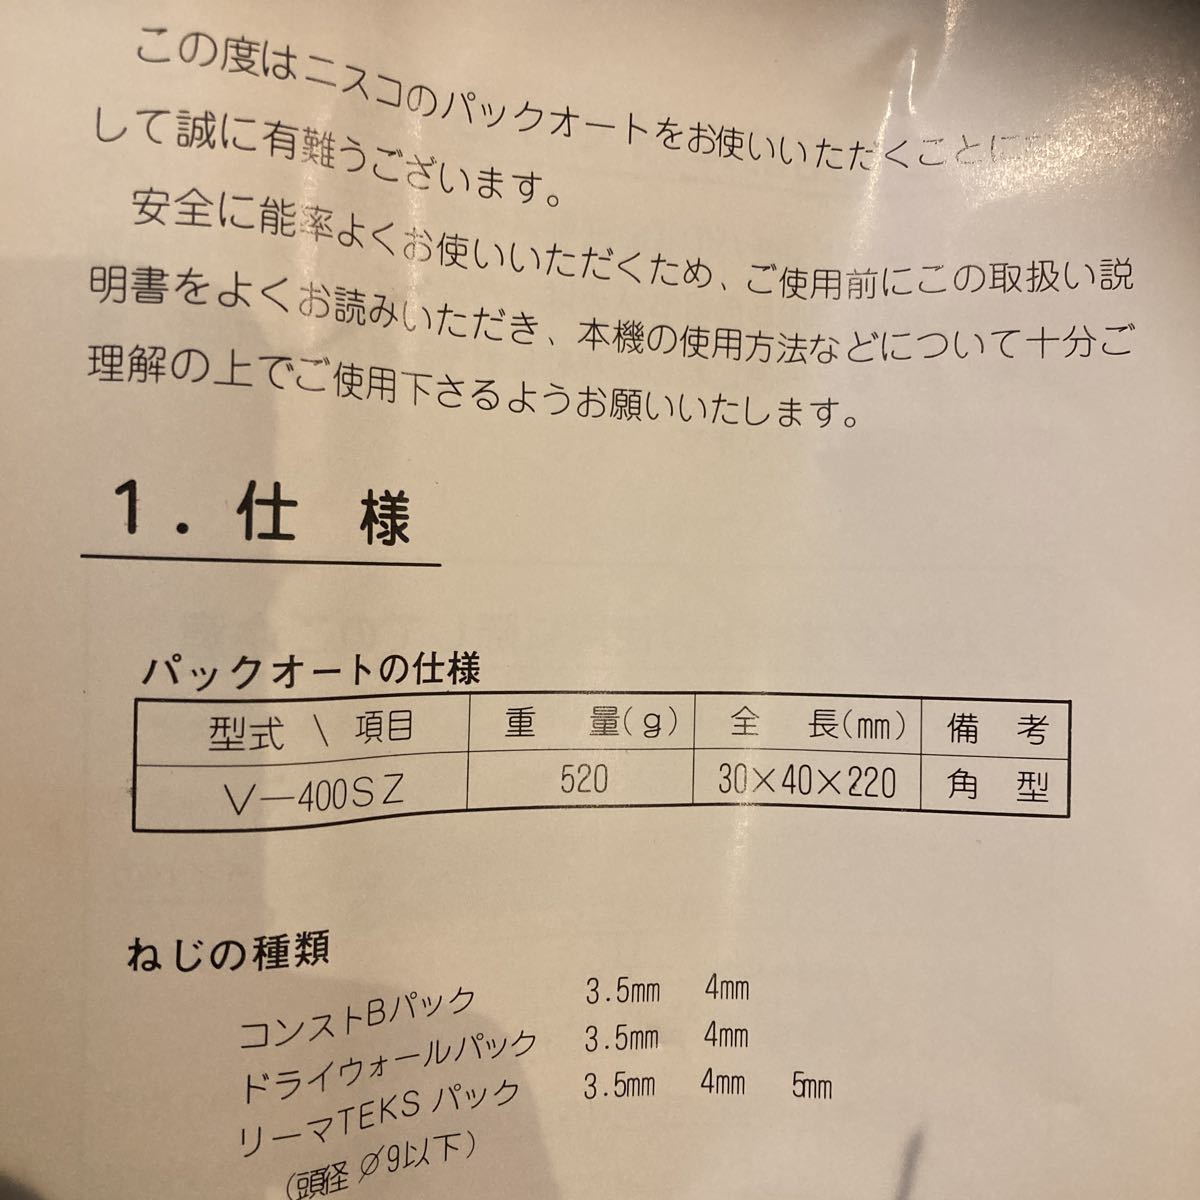 この度はニスコのパックオートをお使いいただくことに
して誠に有難うございます。
安全に能率よくお使いいただくため、ご使用前にこの取扱い説
明書をよくお読みいただき、本機の使用方法などについて十分ご
理解の上でご使用下さるようお願いいたします。
1. 仕 様
パックオートの仕様
型式 \ 項目 重 量(g) 全 長(mm) 備 考
V—400SZ 520 30×40×220 角 型
ねじの種類
コンストBパック 3.5mm 4mm
ドライウォールパック 3.5mm 4mm
リーマTEKS パック 3.5mm 4mm 5mm
(頭径 ∅9以下)